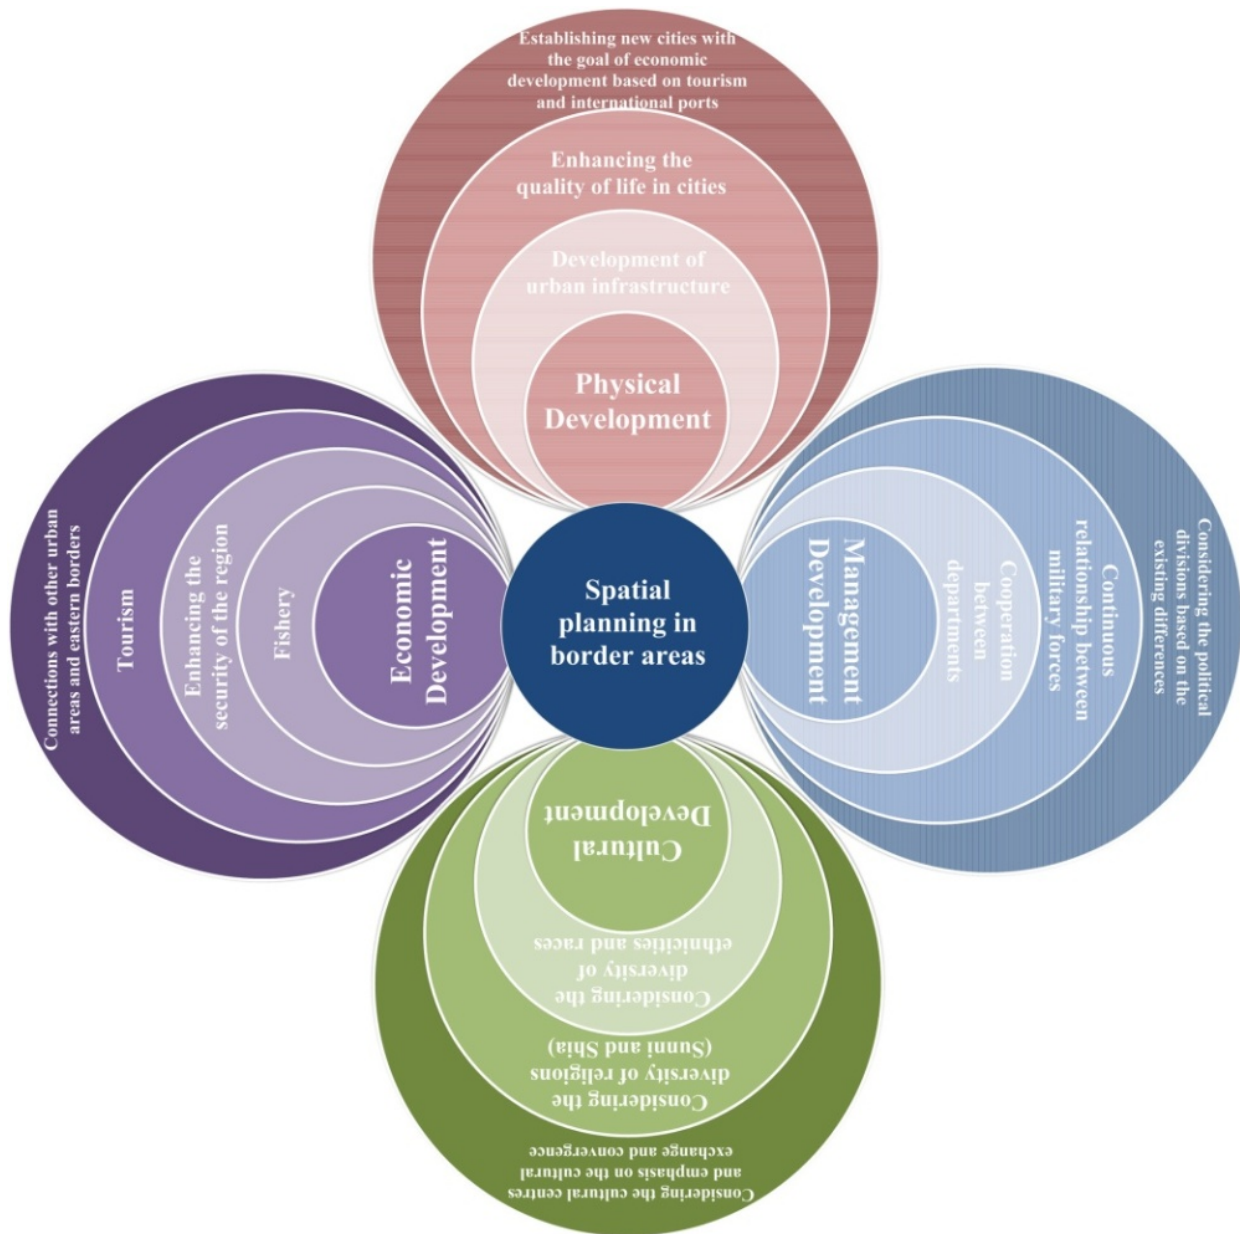 Establishing new cities with
the goal of economic
development based on tourism
and international ports
Enhancing the
quality of life in cities
Development of
urban infrastructure
Physical
Development
Connections with other urban
areas and eastern borders
Tourism
Enhancing the
security of the region
Fishery
Economic
Development
Spatial
planning in
border areas
Management
Development
Cooperation
between
departments
Continuous
relationship between
military forces
Considering the political
divisions based on the
existing differences
Cultural
Development
Considering the
diversity of
ethnicities and races
Considering the
diversity of religions
(Sunni and Shia)
Considering the cultural centres
and emphasis on the cultural
exchange and convergence